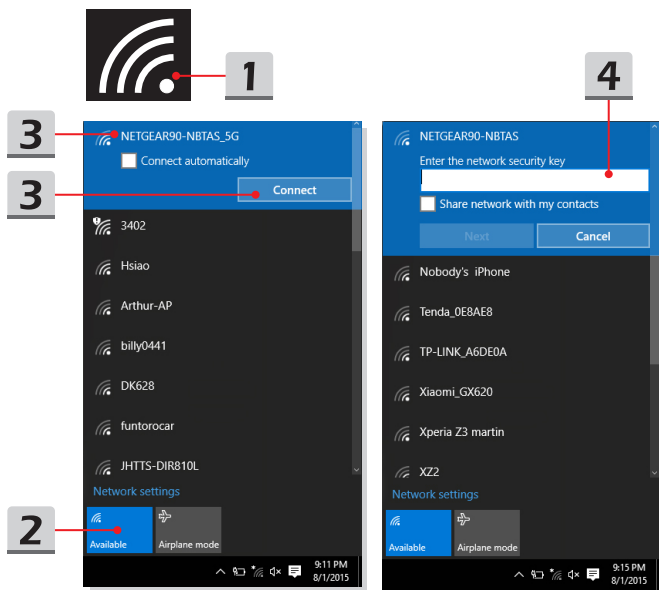 1
3
NETGEAR90-NBTAS_5G
Connect automatically
3
Connect
3402
Hsiao
Arthur-AP
billy0441
DK628
funtorocar
JHTTS-DIR810L
Network settings
2
Available
Airplane mode
9:11 PM
8/1/2015
4
NETGEAR90-NBTAS
Enter the network security key
Share network with my contacts
Next
Cancel
Nobody's iPhone
Tenda_0E8AE8
TP-LINK_A6DE0A
Xiaomi_GX620
Xperia Z3 martin
XZ2
Network settings
Available
Airplane mode
9:15 PM
8/1/2015